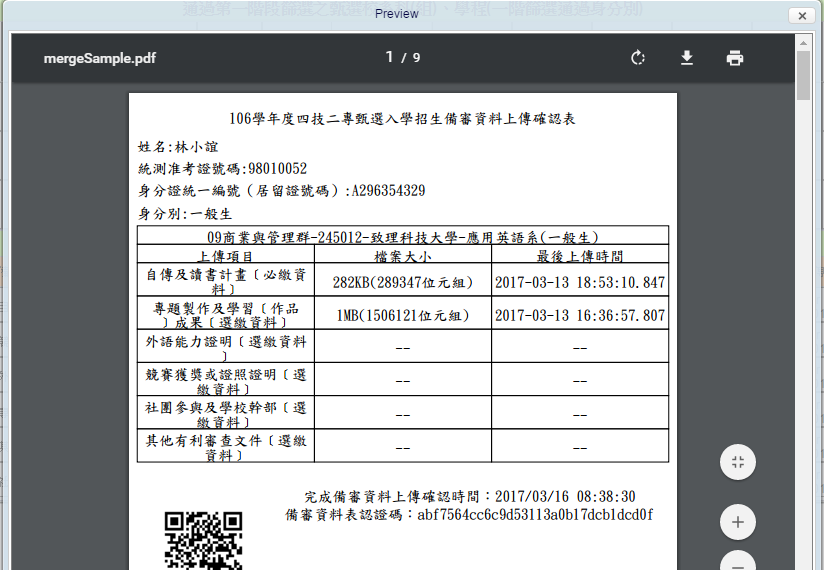 通過第一階段篩選之甄選
Preview
mergeSample.pdf
1 / 9
106學年度四技二專甄選入學招生備審資料上傳確認表
姓名:林小誼
統測准考證號碼:98010052
身分證統一編號（居留證號碼）:A296354329
身分別:一般生
09商業與管理群-245012-致理科技大學-應用英語系(一般生)
上傳項目 檔案大小 最後上傳時間
自傳及讀書計畫〔必繳資
料〕 282KB(289347位元組) 2017-03-13 18:53:10.847
專題製作及學習〔作品
〕成果〔選繳資料〕 1MB(1506121位元組) 2017-03-13 16:36:57.807
外語能力證明〔選繳資料
〕 -- --
競賽獲獎或證照證明〔選
繳資料〕 -- --
社團參與及學校幹部〔選
繳資料〕 -- --
其他有利審查文件〔選繳
資料〕 -- --
完成備審資料上傳確認時間：2017/03/16 08:38:30
備審資料表認證碼：abf7564cc6c9d53113a0b17dcb1dcd0f